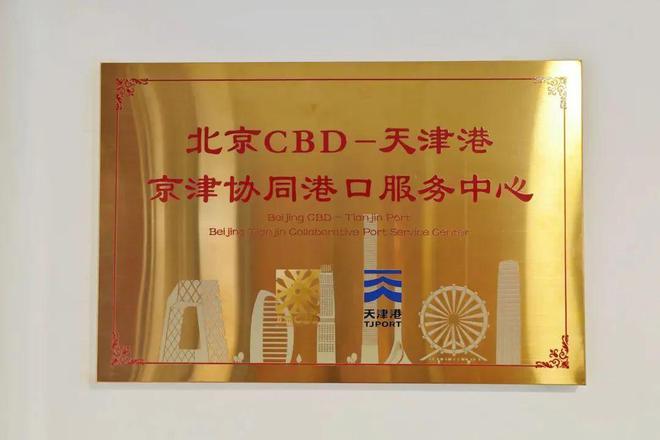 北京CBD－天津港
京津协同港口服务中心
Beijing CBD - Tianjin Port
Beijing Tianjin Collaborative Port Service Center
天津港
TJPORT